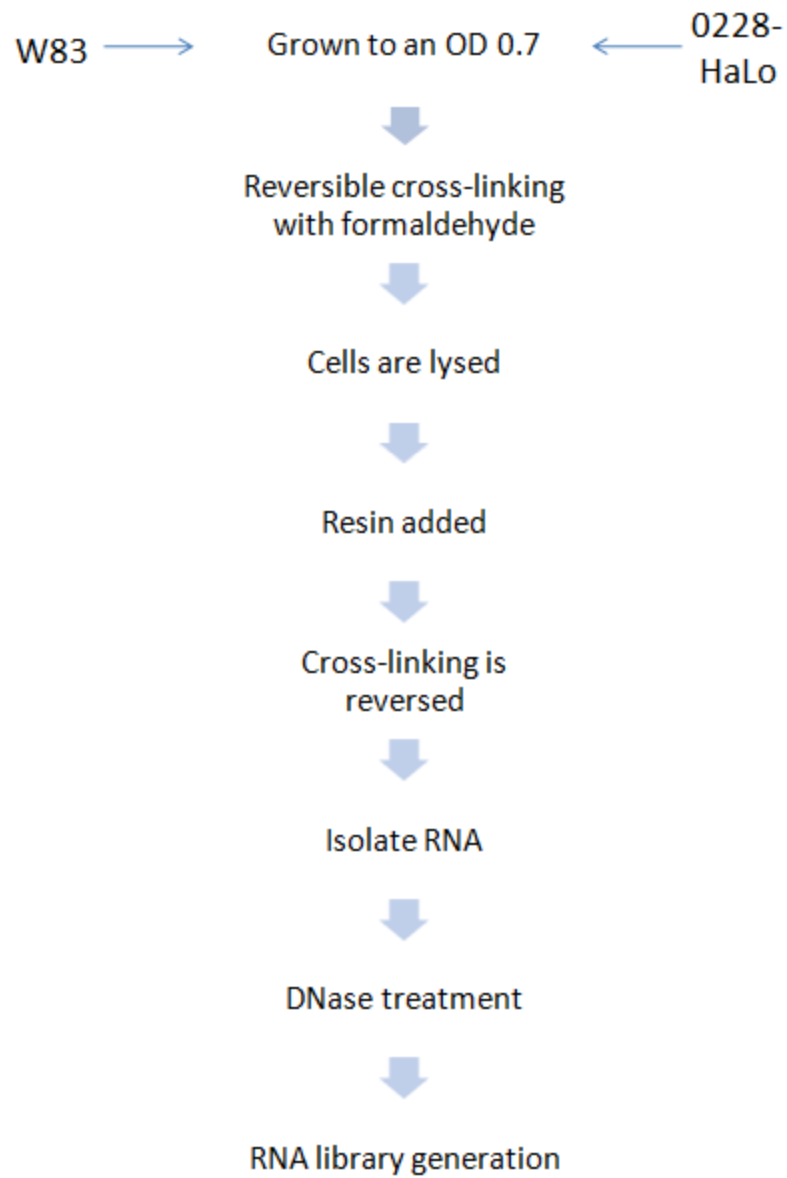 W83
Grown to an OD 0.7
0228-
HaLo
Reversible cross-linking
with formaldehyde
Cells are lysed
Resin added
Cross-linking is
reversed
Isolate RNA
DNase treatment
RNA library generation